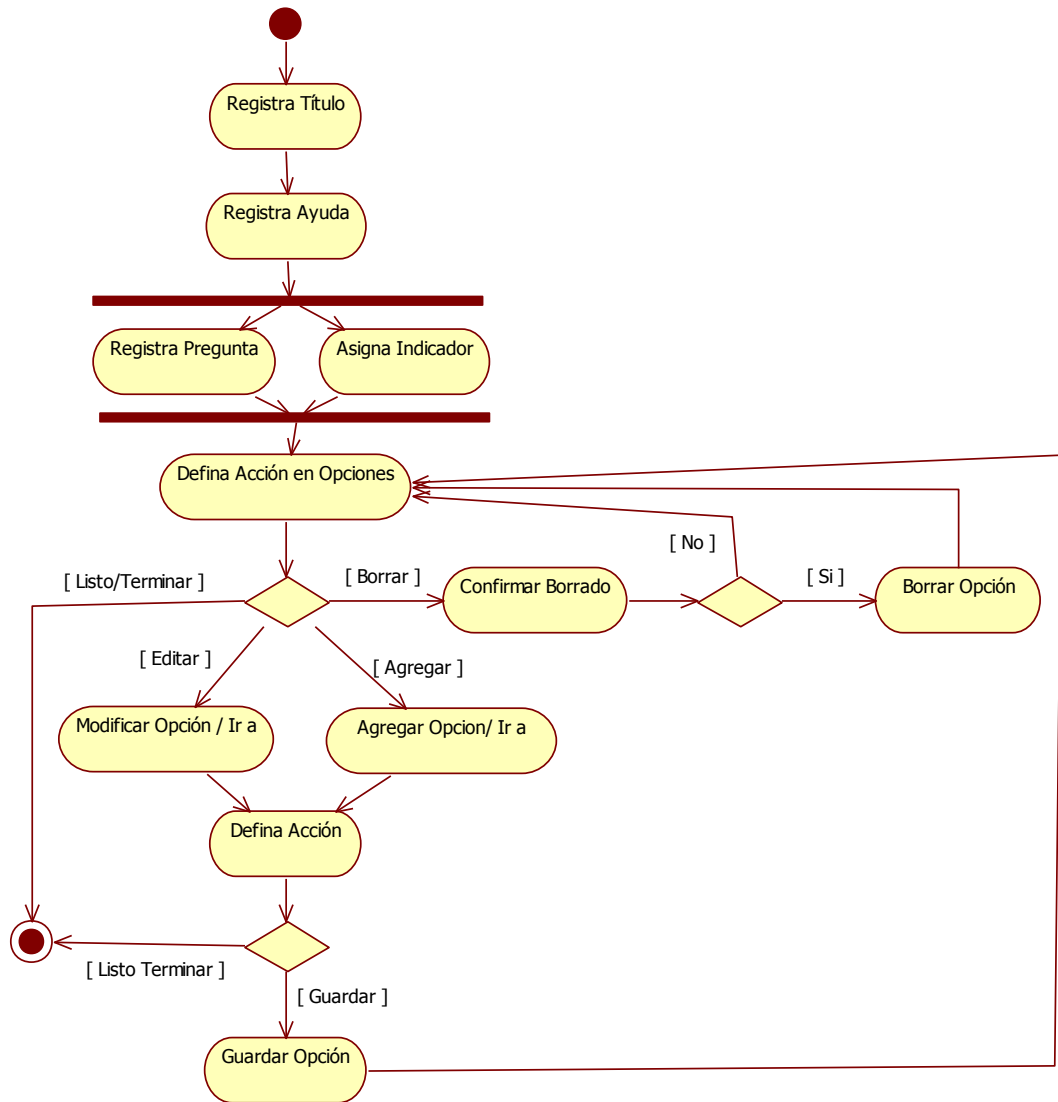 Registra Título
Registra Ayuda
Registra Pregunta
Asigna Indicador
Defina Acción en Opciones
[ No ]
[ Listo/Terminar ]
[ Borrar ]
Confirmar Borrado
[ Si ]
Borrar Opción
[ Editar ]
[ Agregar ]
Modificar Opción / Ir a
Agregar Opcion/ Ir a
Defina Acción
[ Listo Terminar ]
[ Guardar ]
Guardar Opción